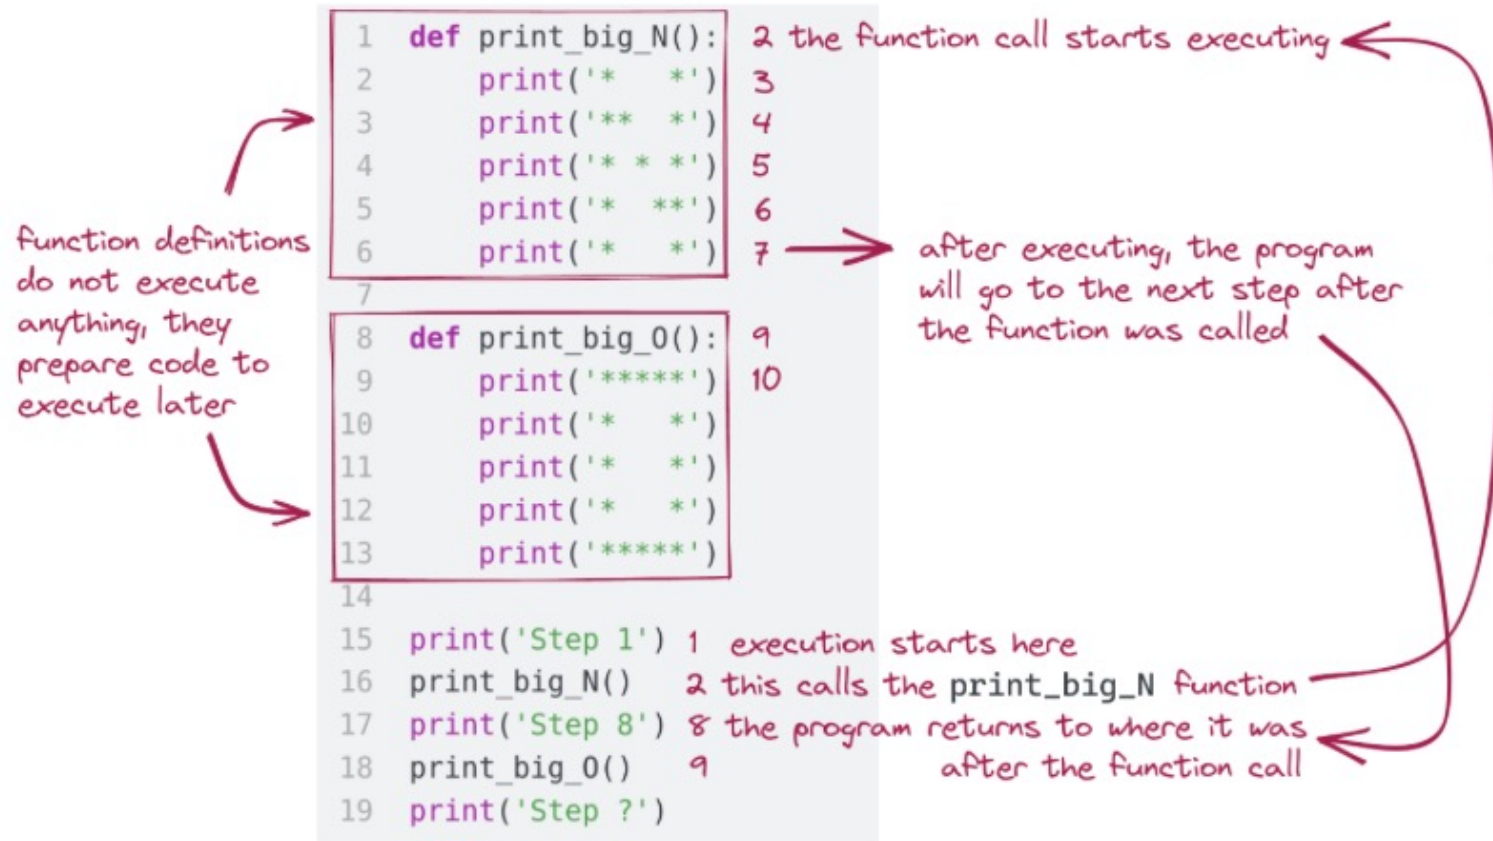 1 def print_big_N(): 2 the function call starts executing
2 print('*   *') 3
3 print('**  *') 4
4 print('* * *') 5
5 print('*  **') 6
6 print('*   *') 7
after executing, the program
will go to the next step after
the function was called
function definitions
do not execute
anything, they
prepare code to
execute later
7
8 def print_big_O(): 9
9 print('*****') 10
10 print('*   *')
11 print('*   *')
12 print('*   *')
13 print('*****')
14
15 print('Step 1') 1 execution starts here
16 print_big_N() 2 this calls the print_big_N function
17 print('Step 8') 8 the program returns to where it was
after the function call
18 print_big_O() 9
19 print('Step ?')